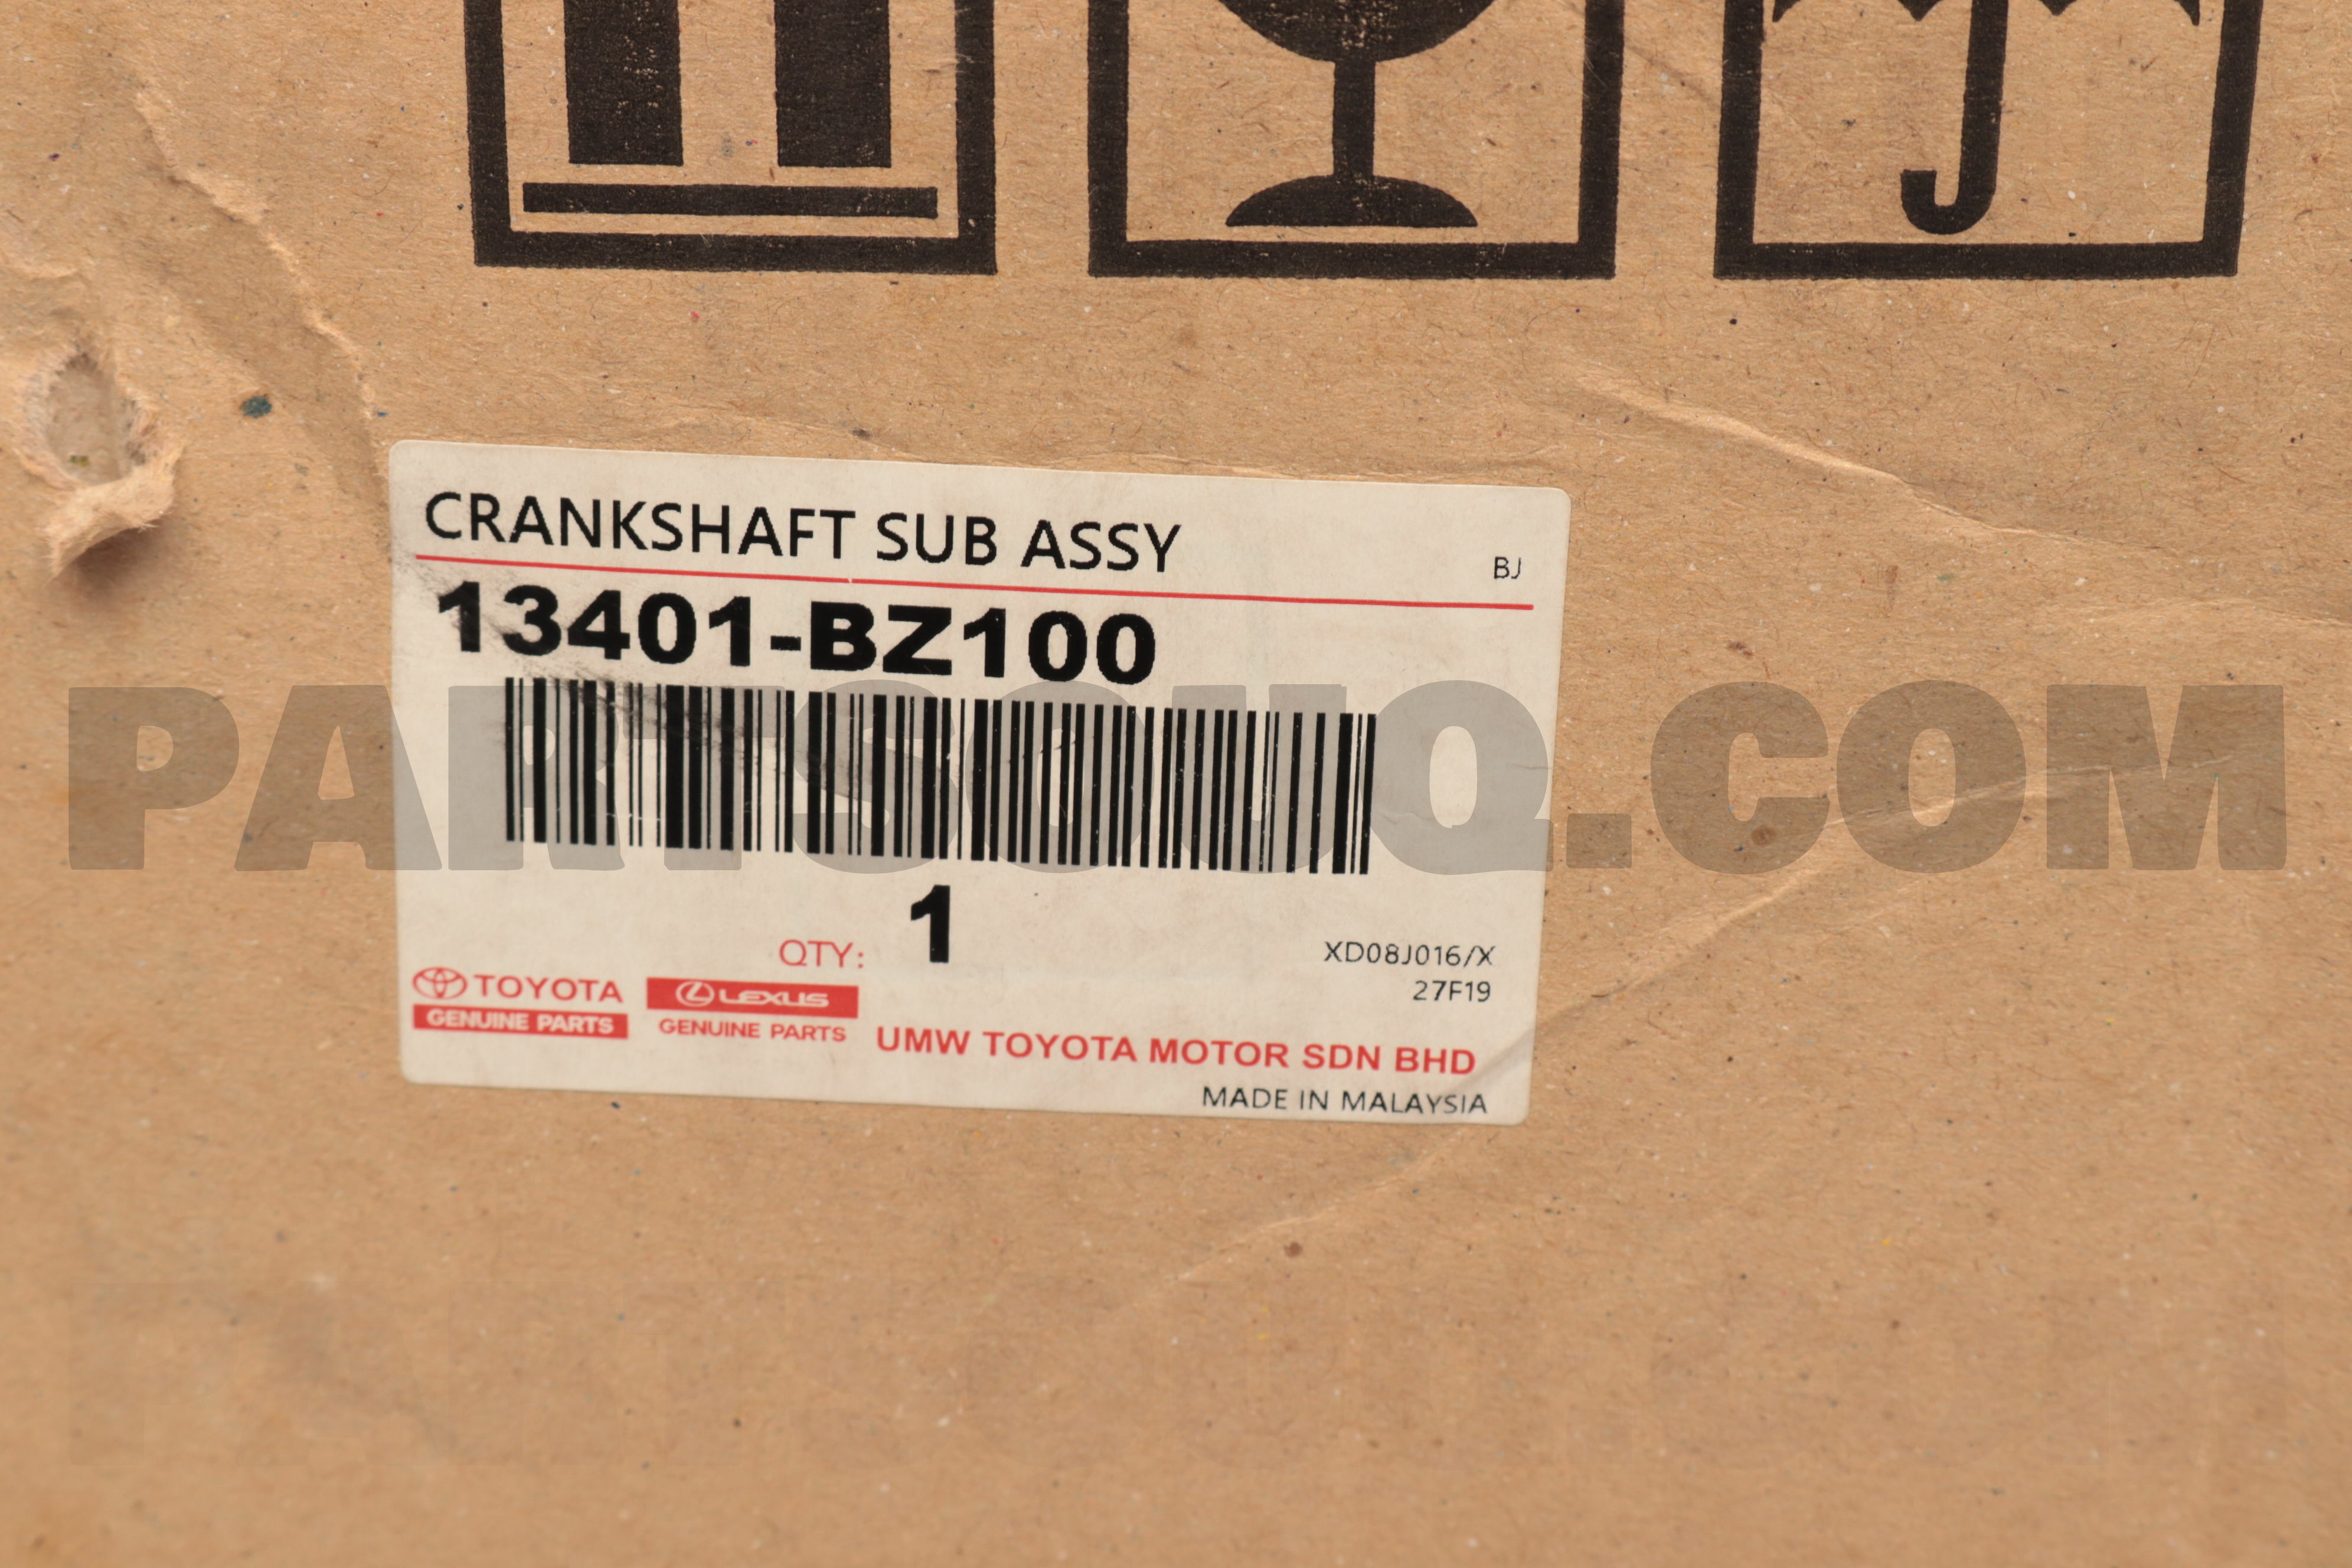 CRANKSHAFT SUB ASSY
BJ
13401-BZ100
PARTSOUQ.COM
QTY: 1
XD08J016/X
27F19
TOYOTA
GENUINE PARTS
LEXUS
GENUINE PARTS
UMW TOYOTA MOTOR SDN BHD
MADE IN MALAYSIA